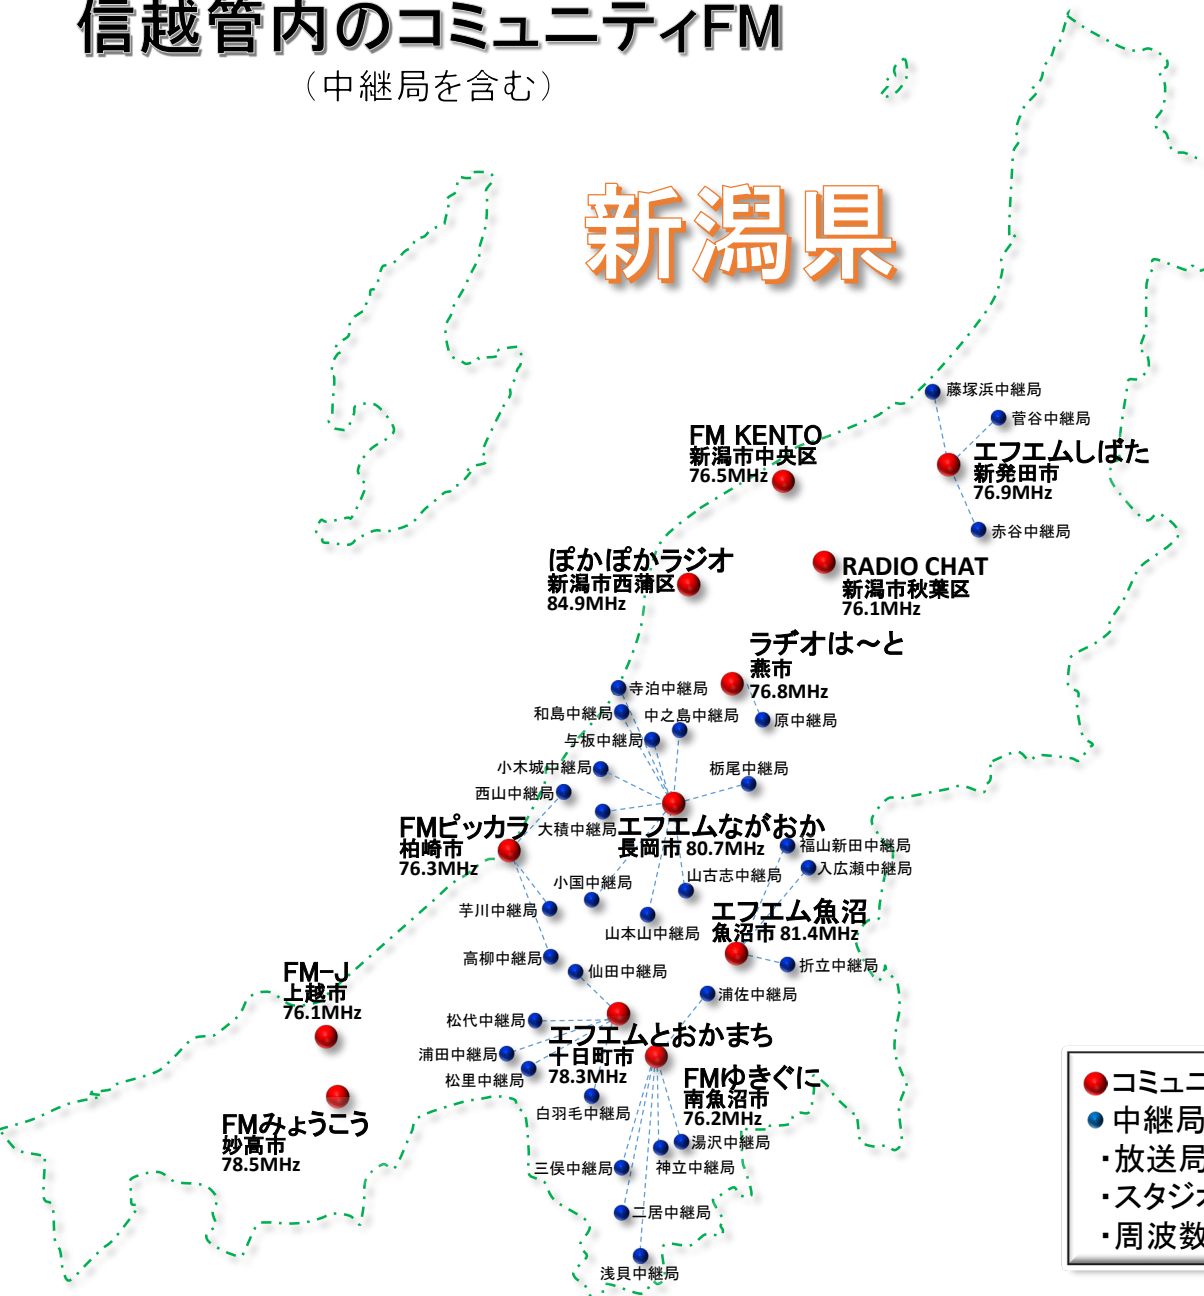 信越管内のコミュニティFM
（中継局を含む）
新潟県
藤塚浜中継局
菅谷中継局
FM KENTO
新潟市中央区
76.5MHz
エフエムしばた
新発田市
76.9MHz
赤谷中継局
ぽかぽかラジオ
新潟市西蒲区
84.9MHz
RADIO CHAT
新潟市秋葉区
76.1MHz
ラヂオは～と
燕市
76.8MHz
原中継局
寺泊中継局
和島中継局
中之島中継局
与板中継局
小木城中継局
栃尾中継局
西山中継局
大積中継局
エフエムながおか
長岡市 80.7MHz
FMピッカラ
柏崎市
76.3MHz
福山新田中継局
入広瀬中継局
小国中継局
山古志中継局
芋川中継局
山本山中継局
エフエム魚沼
魚沼市 81.4MHz
高柳中継局
仙田中継局
折立中継局
浦佐中継局
FM-J
上越市
76.1MHz
松代中継局
エフエムとおかまち
十日町市
78.3MHz
浦田中継局
松里中継局
白羽毛中継局
FMゆきぐに
南魚沼市
76.2MHz
FMみょうこう
妙高市
78.5MHz
湯沢中継局
神立中継局
三俣中継局
二居中継局
浅貝中継局
コミュニ
中継局
・放送局
・スタジオ
・周波数